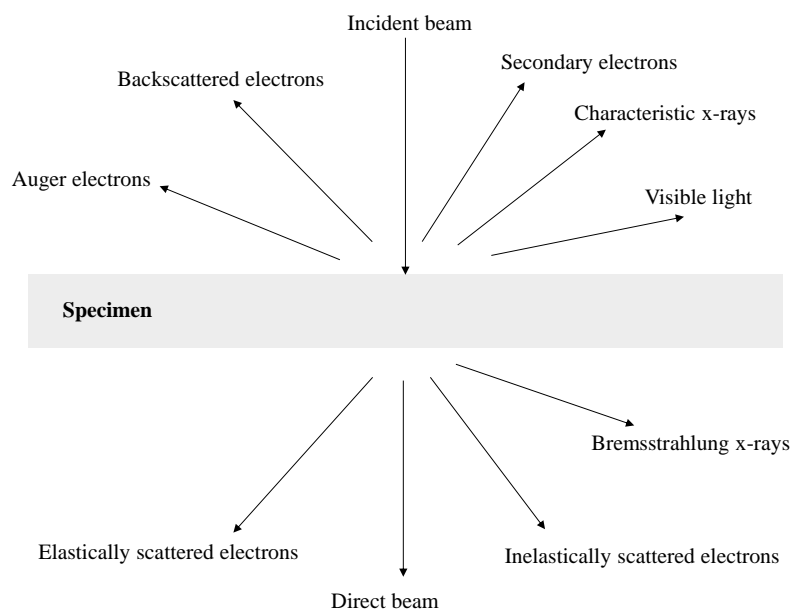 Incident beam
Secondary electrons
Backscattered electrons
Characteristic x-rays
Auger electrons
Visible light
Specimen
Bremsstrahlung x-rays
Elastically scattered electrons
Inelastically scattered electrons
Direct beam